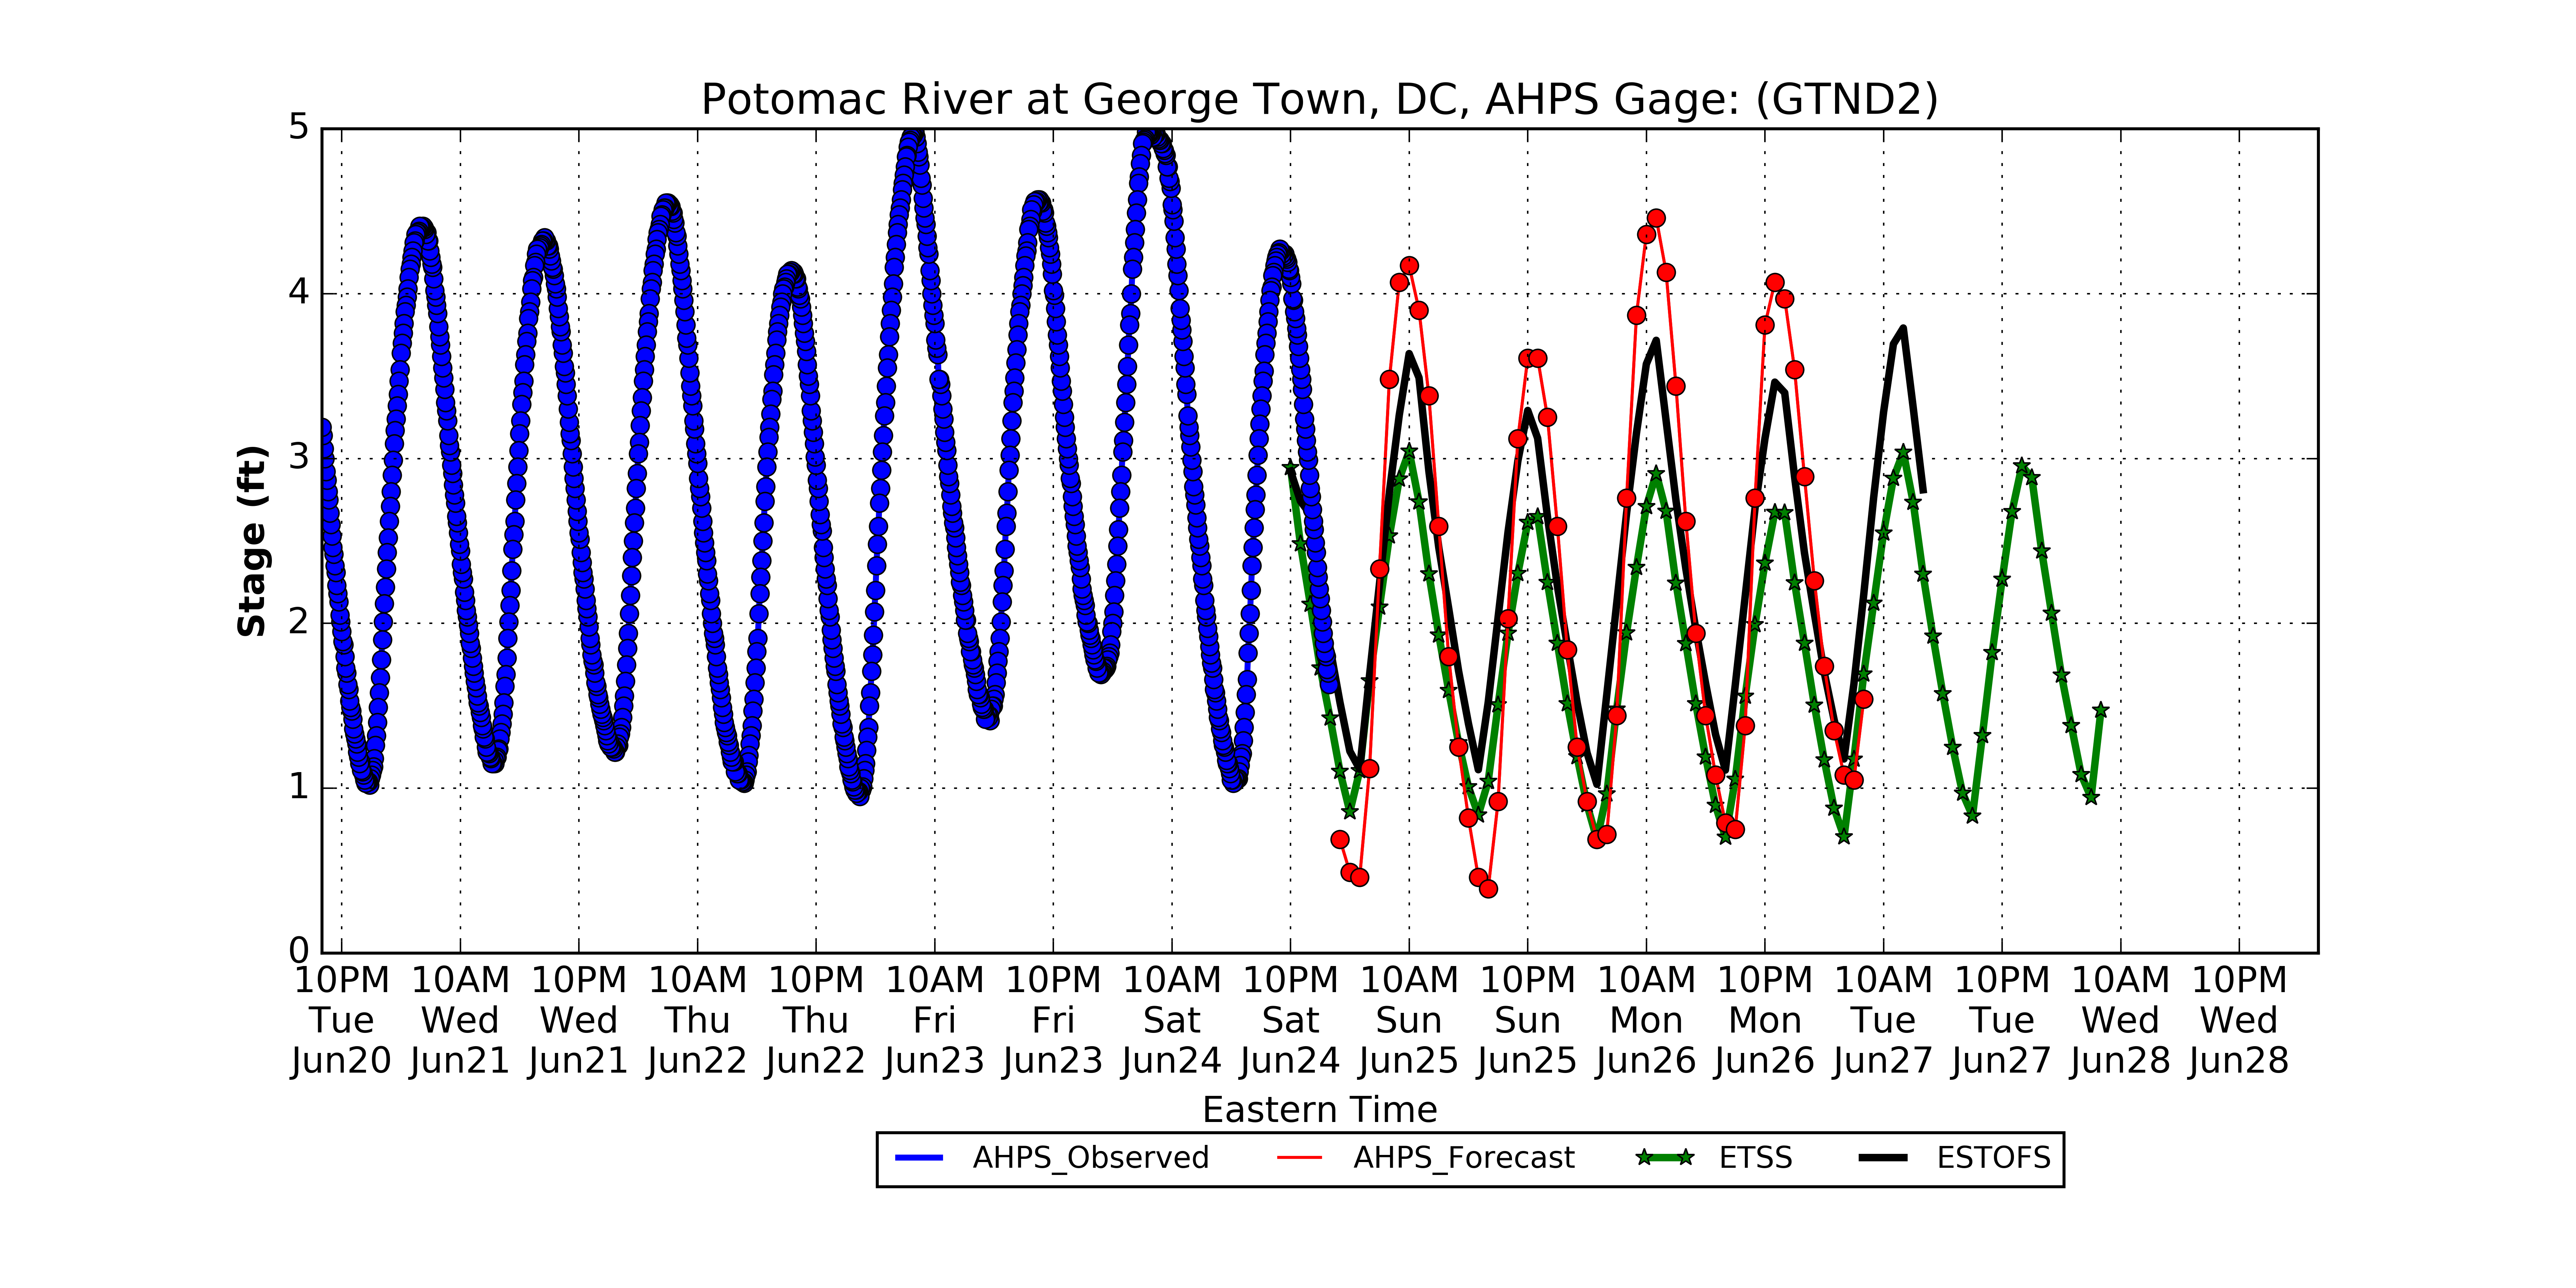 Potomac River at George Town, DC, AHPS Gage: (GTND2)
5
4
3
2
1
0
Stage (ft)
10PM 10AM 10PM 10AM 10PM 10AM 10PM 10AM 10PM 10AM 10PM 10AM 10PM 10AM 10PM 10AM 10PM
Tue Wed Wed Thu Thu Fri Fri Sat Sat Sun Sun Mon Mon Tue Tue Wed Wed
Jun20 Jun21 Jun21 Jun22 Jun22 Jun23 Jun23 Jun24 Jun24 Jun25 Jun25 Jun26 Jun26 Jun27 Jun27 Jun28 Jun28
Eastern Time
AHPS_Observed AHPS_Forecast ETSS ESTOFS